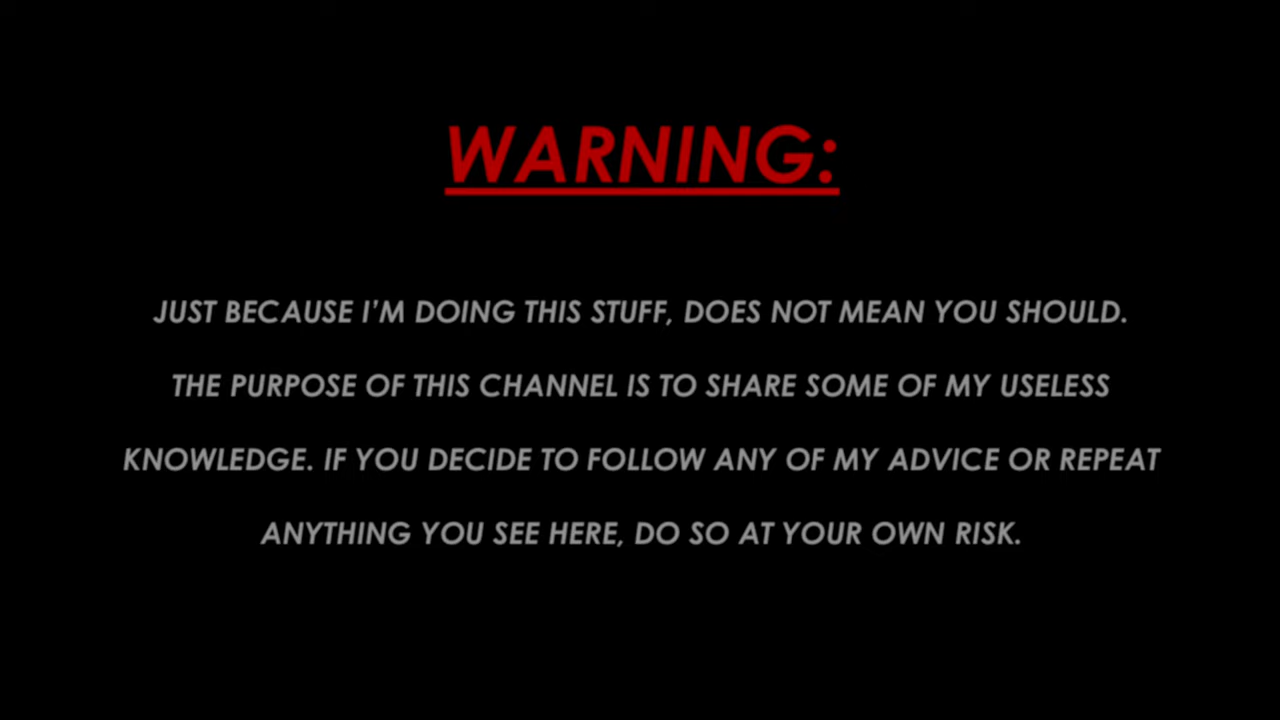 WARNING:
JUST BECAUSE I'M DOING THIS STUFF, DOES NOT MEAN YOU SHOULD.
THE PURPOSE OF THIS CHANNEL IS TO SHARE SOME OF MY USELESS
KNOWLEDGE. IF YOU DECIDE TO FOLLOW ANY OF MY ADVICE OR REPEAT
ANYTHING YOU SEE HERE, DO SO AT YOUR OWN RISK.